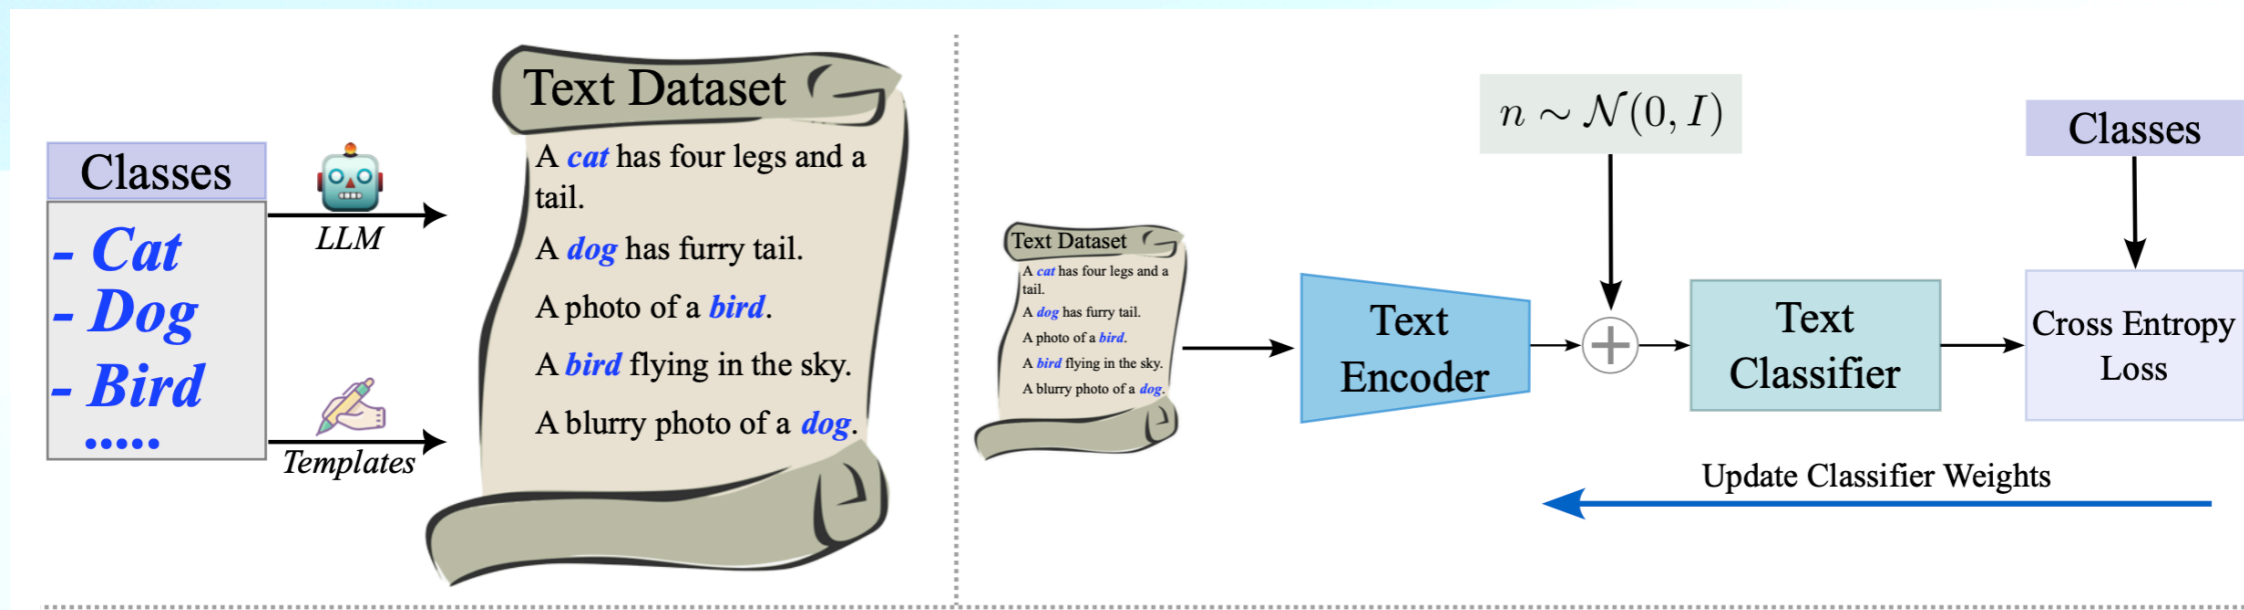 Classes
- Cat
- Dog
- Bird
.....
LLM
Templates
Text Dataset
A cat has four legs and a
tail.
A dog has furry tail.
A photo of a bird.
A bird flying in the sky.
A blurry photo of a dog.
Text Dataset
A cat has four legs and a
tail.
A dog has furry tail.
A photo of a bird.
A bird flying in the sky.
A blurry photo of a dog.
Text
Encoder
n ∼ 𝒩(0, I)
+
Text
Classifier
Classes
Cross Entropy
Loss
Update Classifier Weights